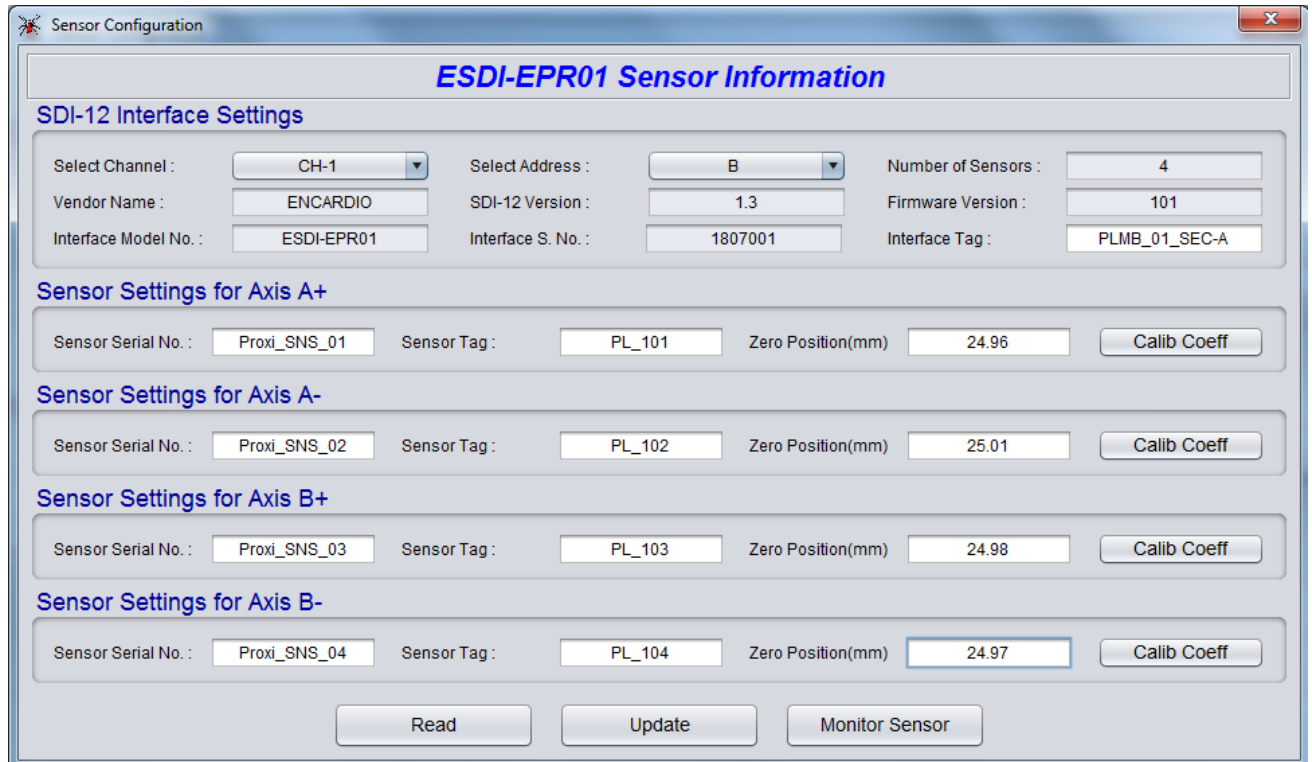 Sensor Configuration
X
ESDI-EPR01 Sensor Information
SDI-12 Interface Settings
Select Channel : CH-1 Select Address : B Number of Sensors : 4
Vendor Name : ENCARDIO SDI-12 Version : 1.3 Firmware Version : 101
Interface Model No. : ESDI-EPR01 Interface S. No. : 1807001 Interface Tag : PLMB_01_SEC-A
Sensor Settings for Axis A+
Sensor Serial No. : Proxi_SNS_01 Sensor Tag : PL_101 Zero Position(mm) 24.96 Calib Coeff
Sensor Settings for Axis A-
Sensor Serial No. : Proxi_SNS_02 Sensor Tag : PL_102 Zero Position(mm) 25.01 Calib Coeff
Sensor Settings for Axis B+
Sensor Serial No. : Proxi_SNS_03 Sensor Tag : PL_103 Zero Position(mm) 24.98 Calib Coeff
Sensor Settings for Axis B-
Sensor Serial No. : Proxi_SNS_04 Sensor Tag : PL_104 Zero Position(mm) 24.97 Calib Coeff
Read Update Monitor Sensor